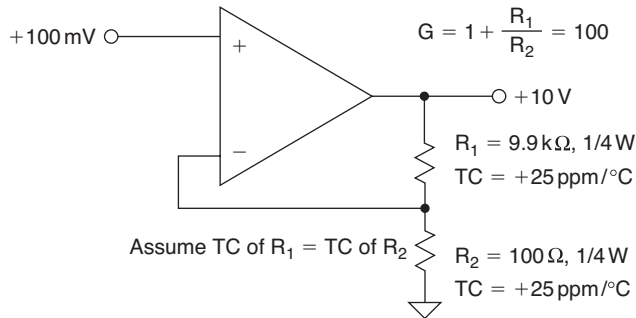 +100 mV
+
−
G = 1 + R₁/R₂ = 100
+10 V
R₁ = 9.9 kΩ, 1/4 W
TC = +25 ppm/°C
Assume TC of R₁ = TC of R₂
R₂ = 100 Ω, 1/4 W
TC = +25 ppm/°C